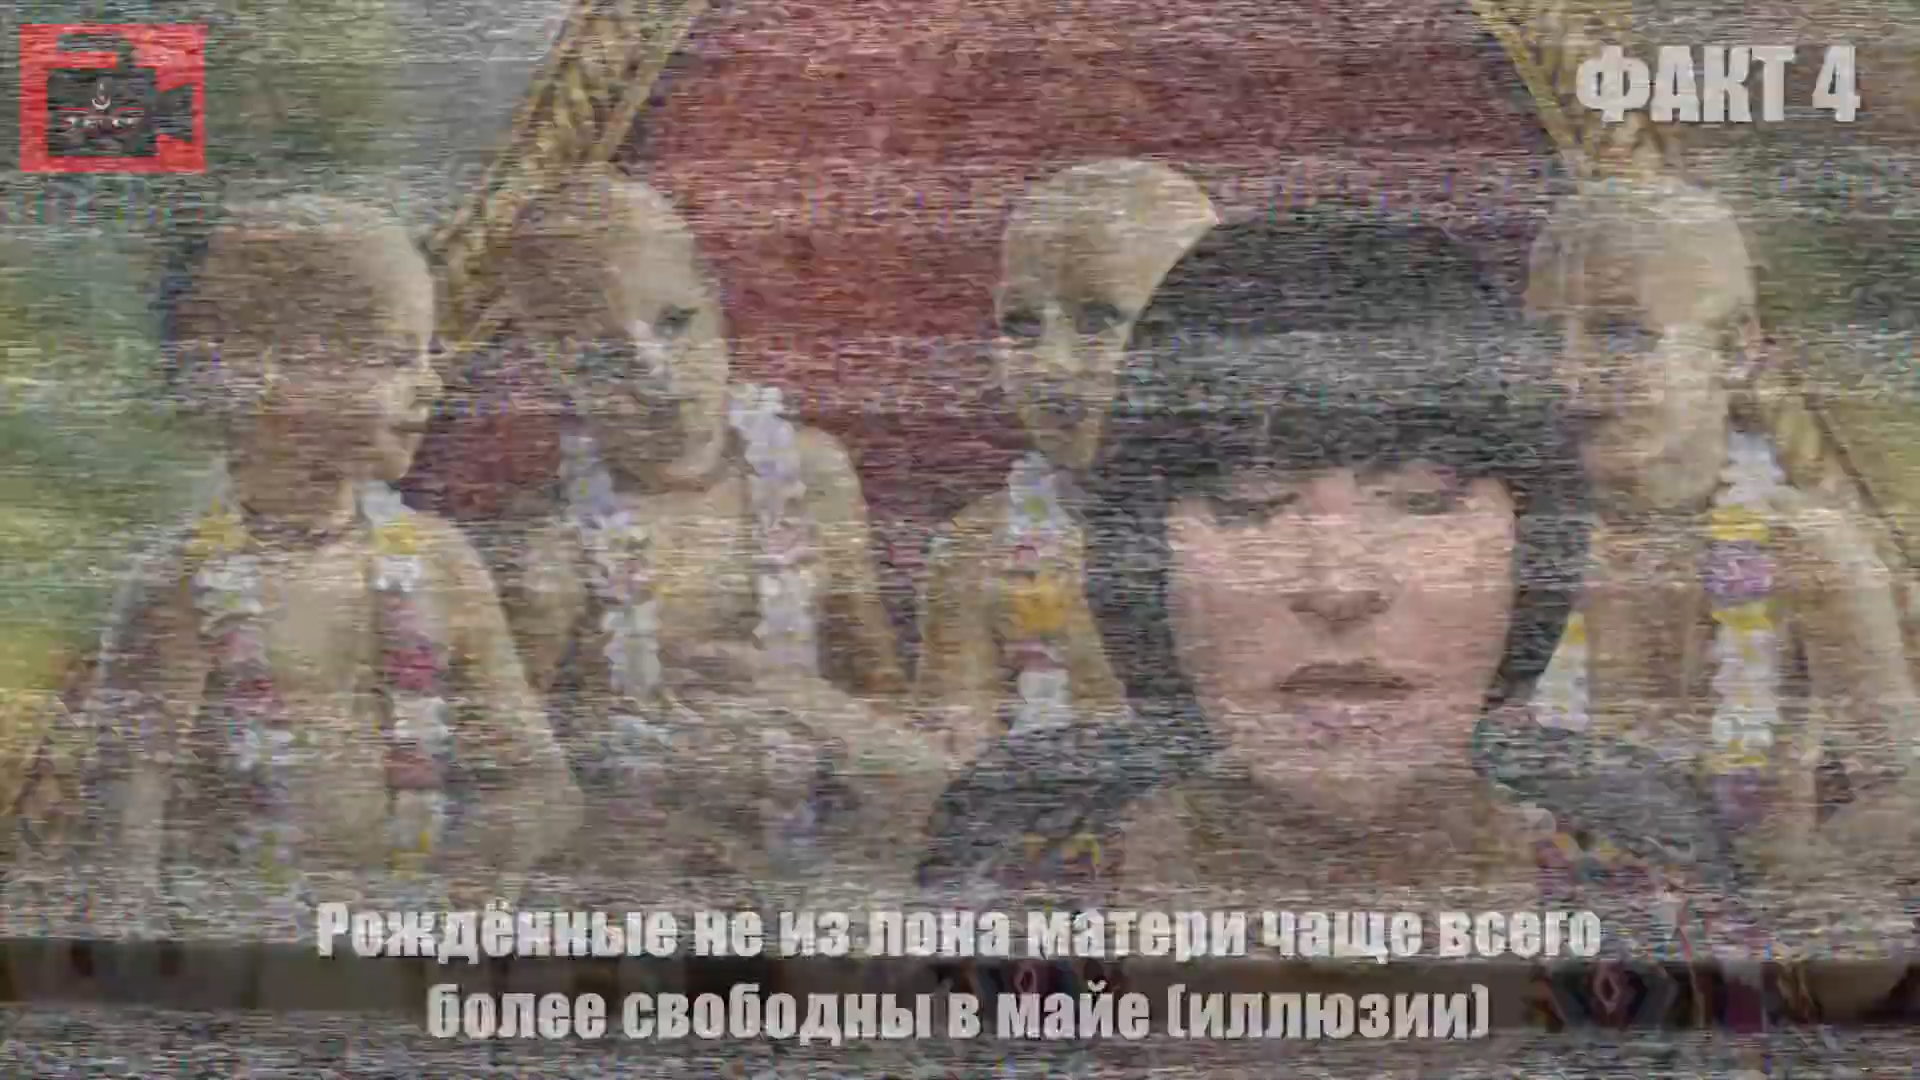 ФАКТ 4
Рождённые не из лона матери чаще всего
более свободны в майе (иллюзии)